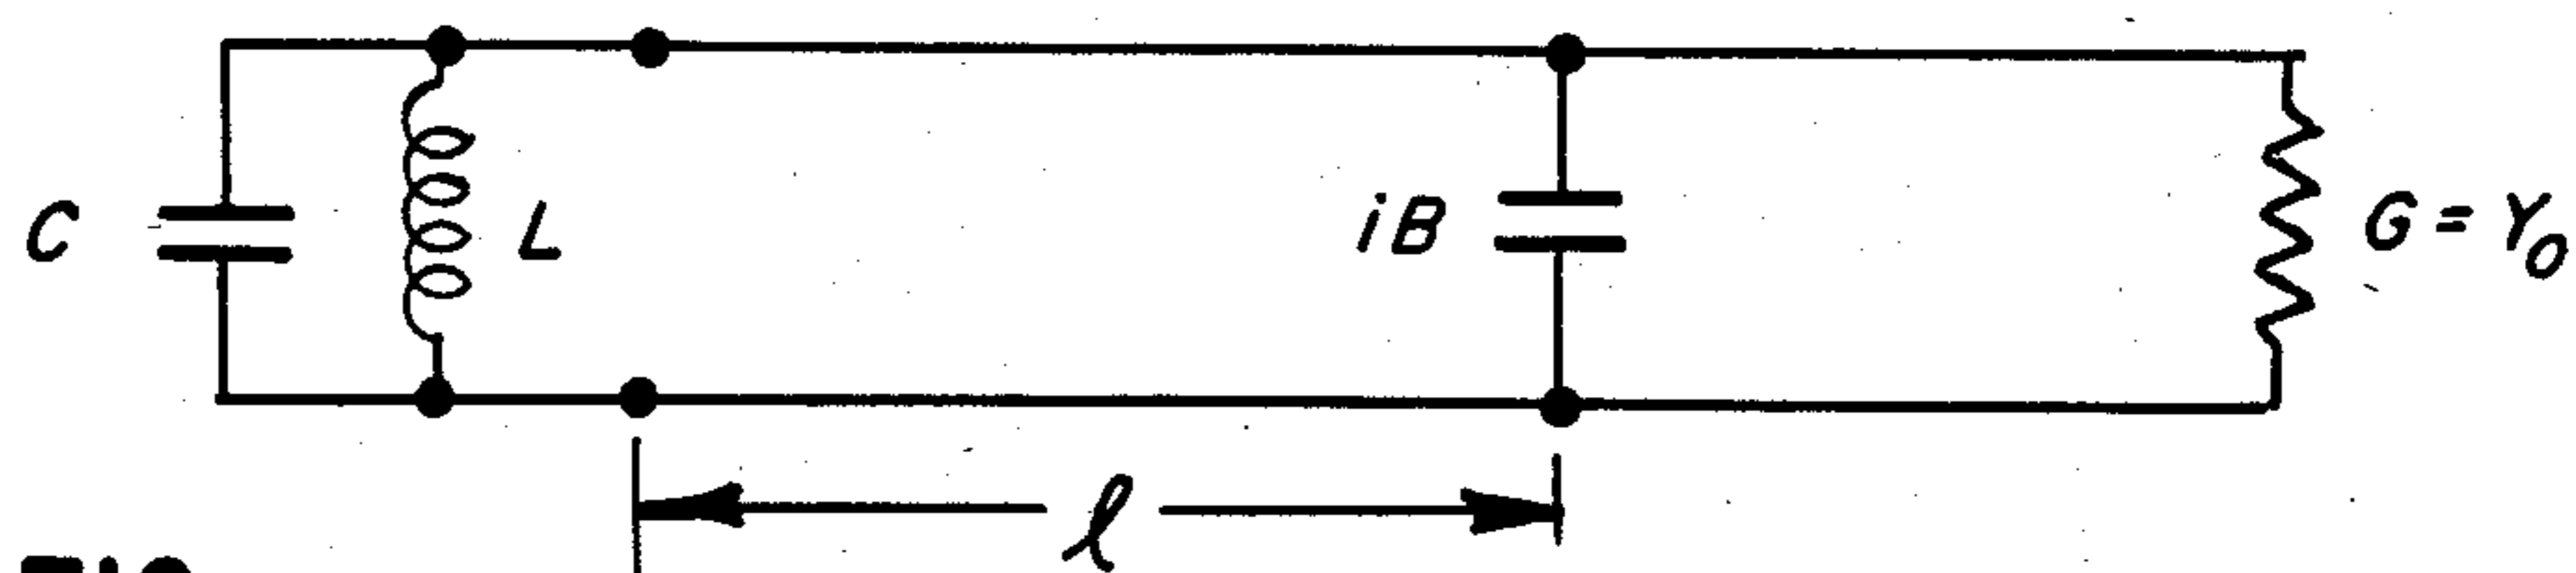 C
L
iB
G = Y₀
ℓ